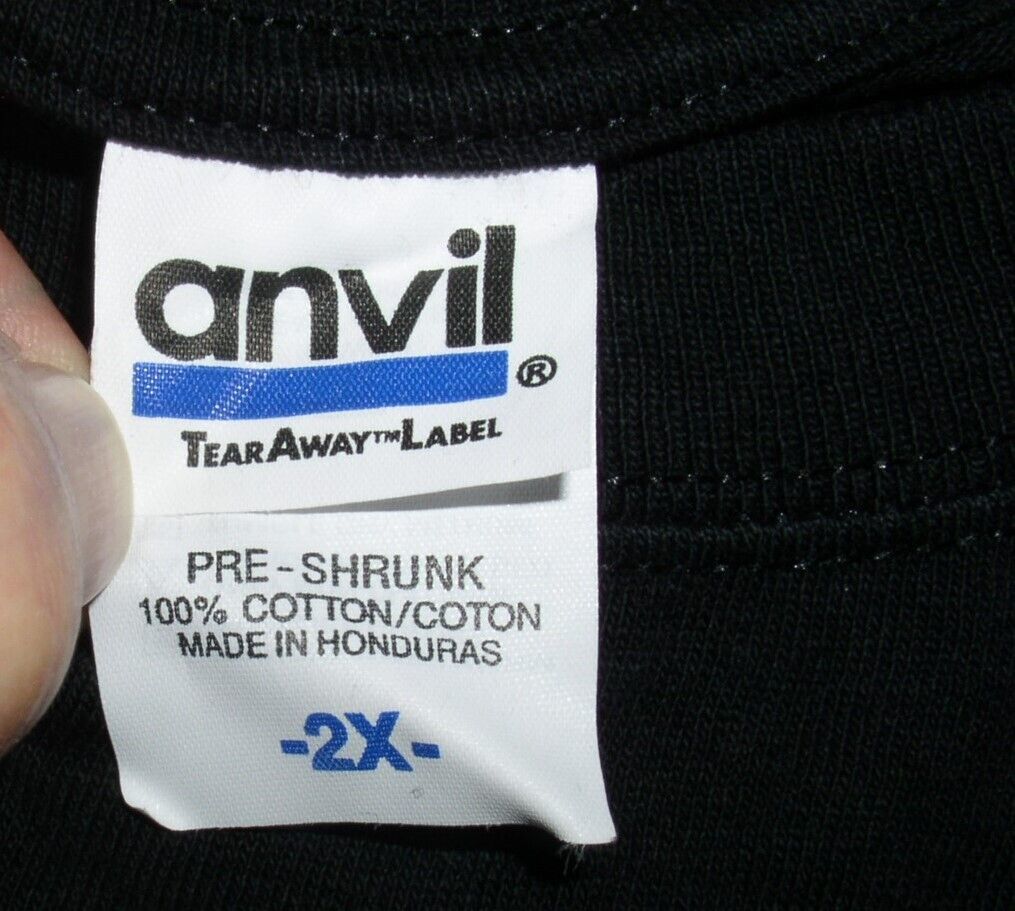 anvil®
TEARAWAY™LABEL
PRE-SHRUNK
100% COTTON/COTON
MADE IN HONDURAS
-2X-